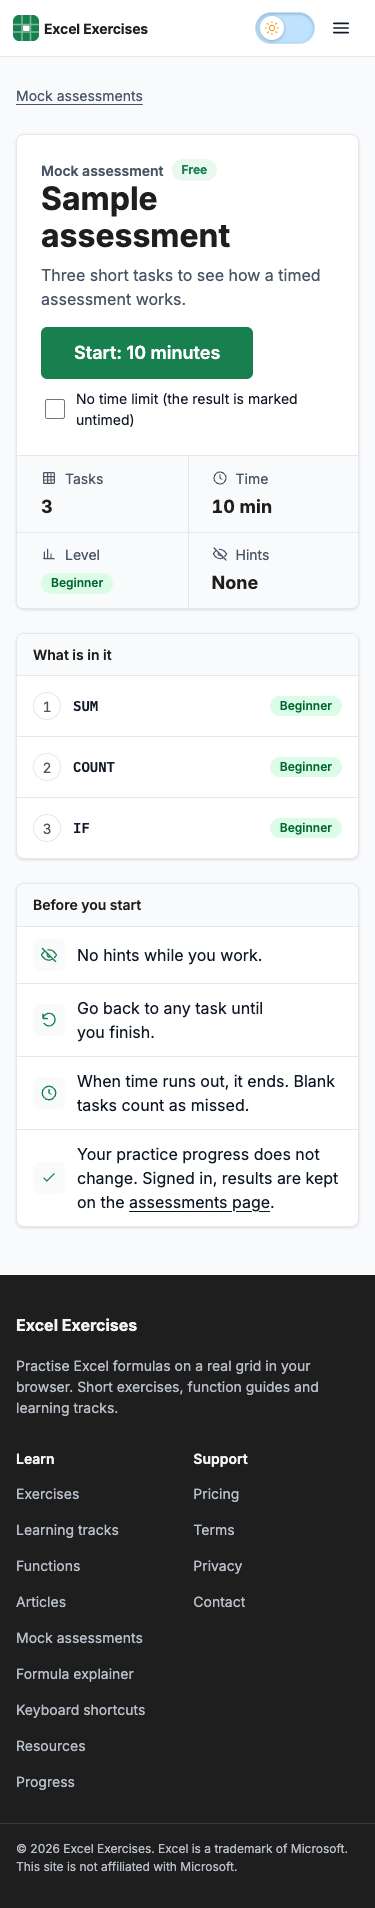 Excel Exercises
Mock assessments
Mock assessment Free
Sample
assessment
Three short tasks to see how a timed
assessment works.
Start: 10 minutes
No time limit (the result is marked
untimed)
Tasks
3
Time
10 min
Level
Beginner
Hints
None
What is in it
1 SUM Beginner
2 COUNT Beginner
3 IF Beginner
Before you start
No hints while you work.
Go back to any task until
you finish.
When time runs out, it ends. Blank
tasks count as missed.
Your practice progress does not
change. Signed in, results are kept
on the assessments page.
Excel Exercises
Practise Excel formulas on a real grid in your
browser. Short exercises, function guides and
learning tracks.
Learn
Exercises
Learning tracks
Functions
Articles
Mock assessments
Formula explainer
Keyboard shortcuts
Resources
Progress
Support
Pricing
Terms
Privacy
Contact
© 2026 Excel Exercises. Excel is a trademark of Microsoft.
This site is not affiliated with Microsoft.